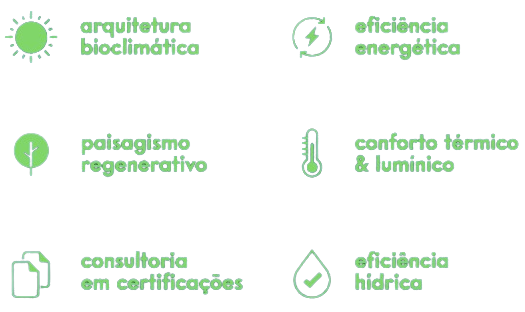 arquitetura
bioclimática
eficiência
energética
paisagismo
regenerativo
conforto térmico
& lumínico
consultoria
em certificações
eficiência
hídrica